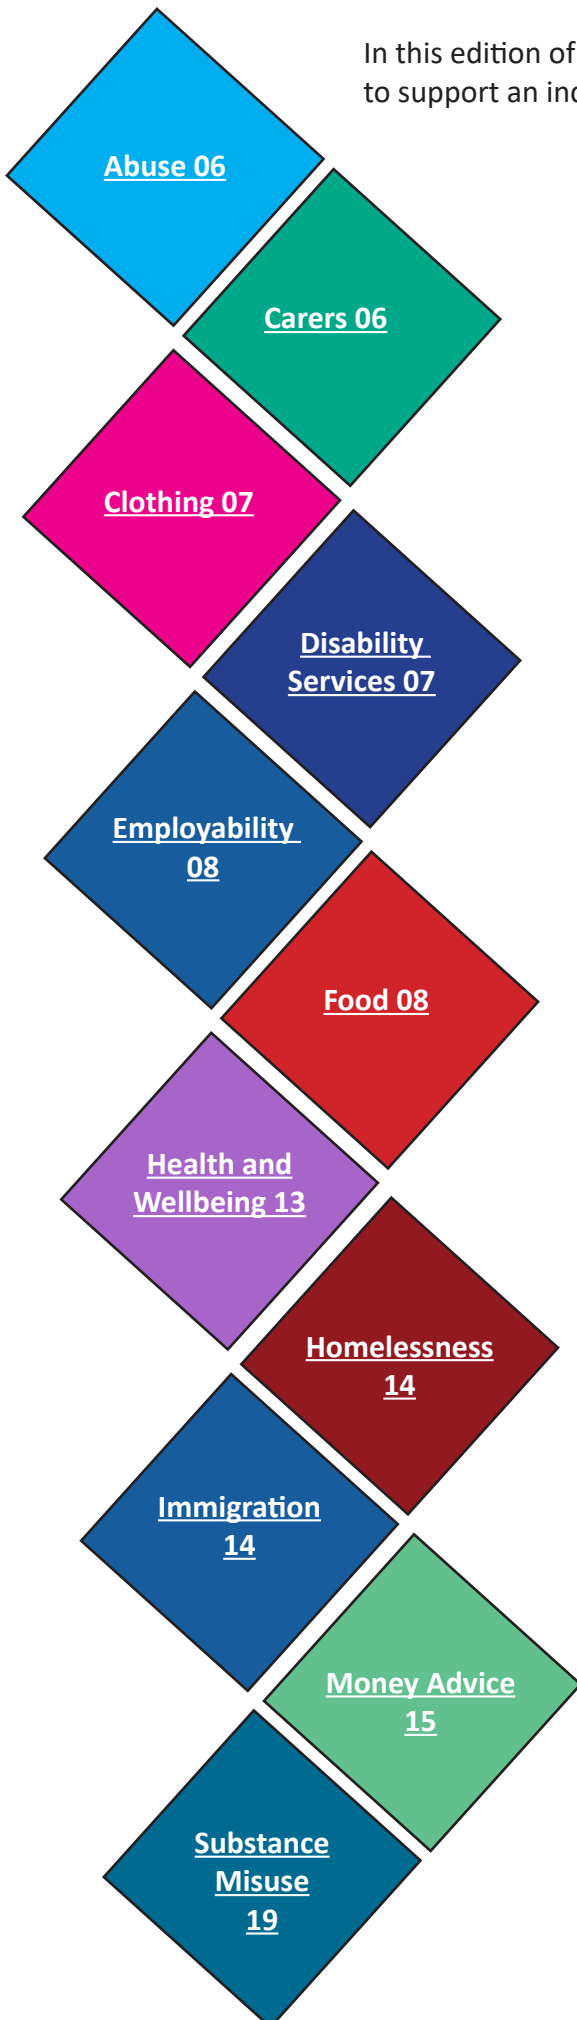 In this edition of
to support an
Abuse 06
Carers 06
Clothing 07
Disability
Services 07
Employability
08
Food 08
Health and
Wellbeing 13
Homelessness
14
Immigration
14
Money Advice
15
Substance
Misuse
19